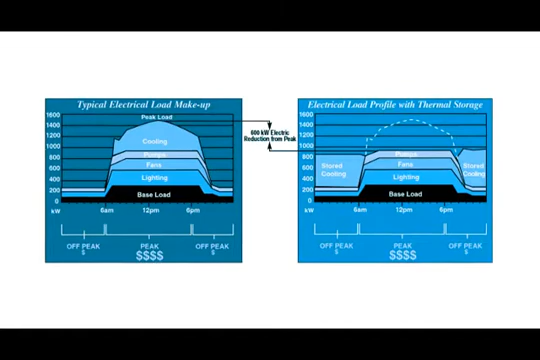 Typical Electrical Load Make-up
1600
1400
1200
1000
800
600
400
200
0
kW
Peak Load
Cooling
Pumps
Fans
Lighting
Base Load
6am
12pm
6pm
OFF PEAK
$
PEAK
$$$$
OFF PEAK
$
600 kW Electric
Reduction from Peak
Electrical Load Profile with Thermal Storage
1600
1400
1200
1000
800
600
400
200
0
kW
Stored
Cooling
Pumps
Fans
Lighting
Base Load
Stored
Cooling
6am
12pm
6pm
OFF PEAK
$
PEAK
$$$$
OFF PEAK
$